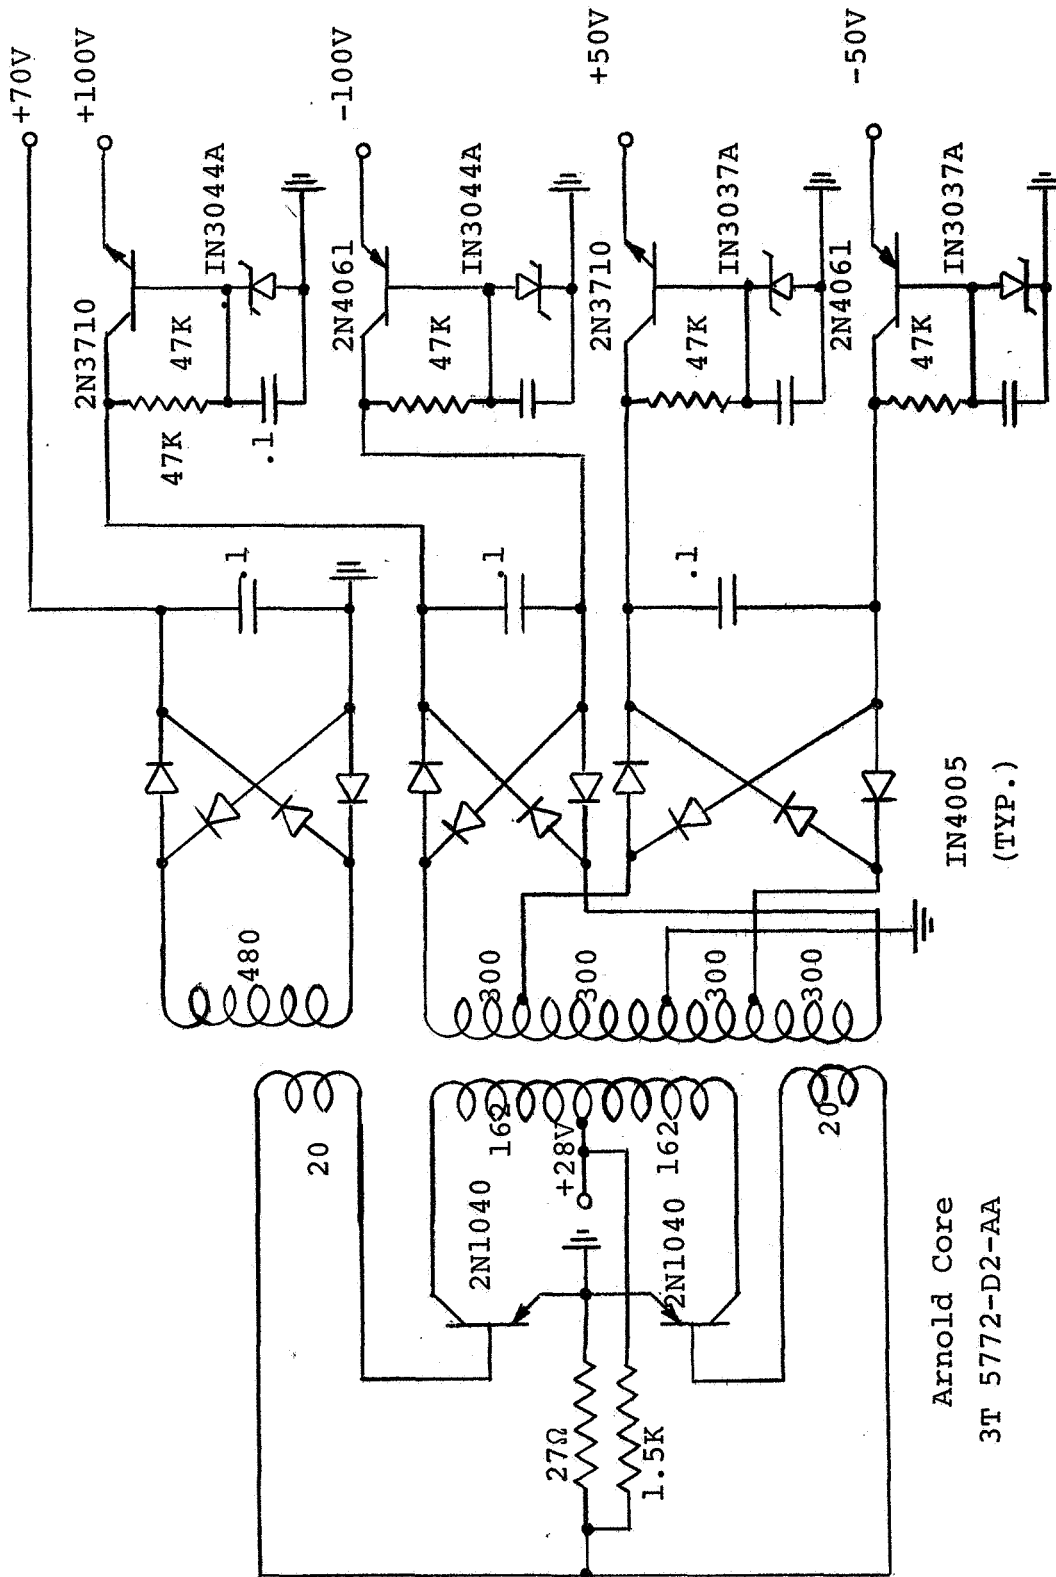 +70V
+100V
-100V
+50V
-50V
2N3710
IN3044A
47K
47K
.1
2N4061
IN3044A
47K
2N3710
IN3037A
47K
2N4061
IN3037A
47K
.1
.1
.1
IN4005
(TYP.)
480
300
300
300
300
20
162
+28V
162
20
2N1040
2N1040
27Ω
1.5K
Arnold Core
3T 5772-D2-AA